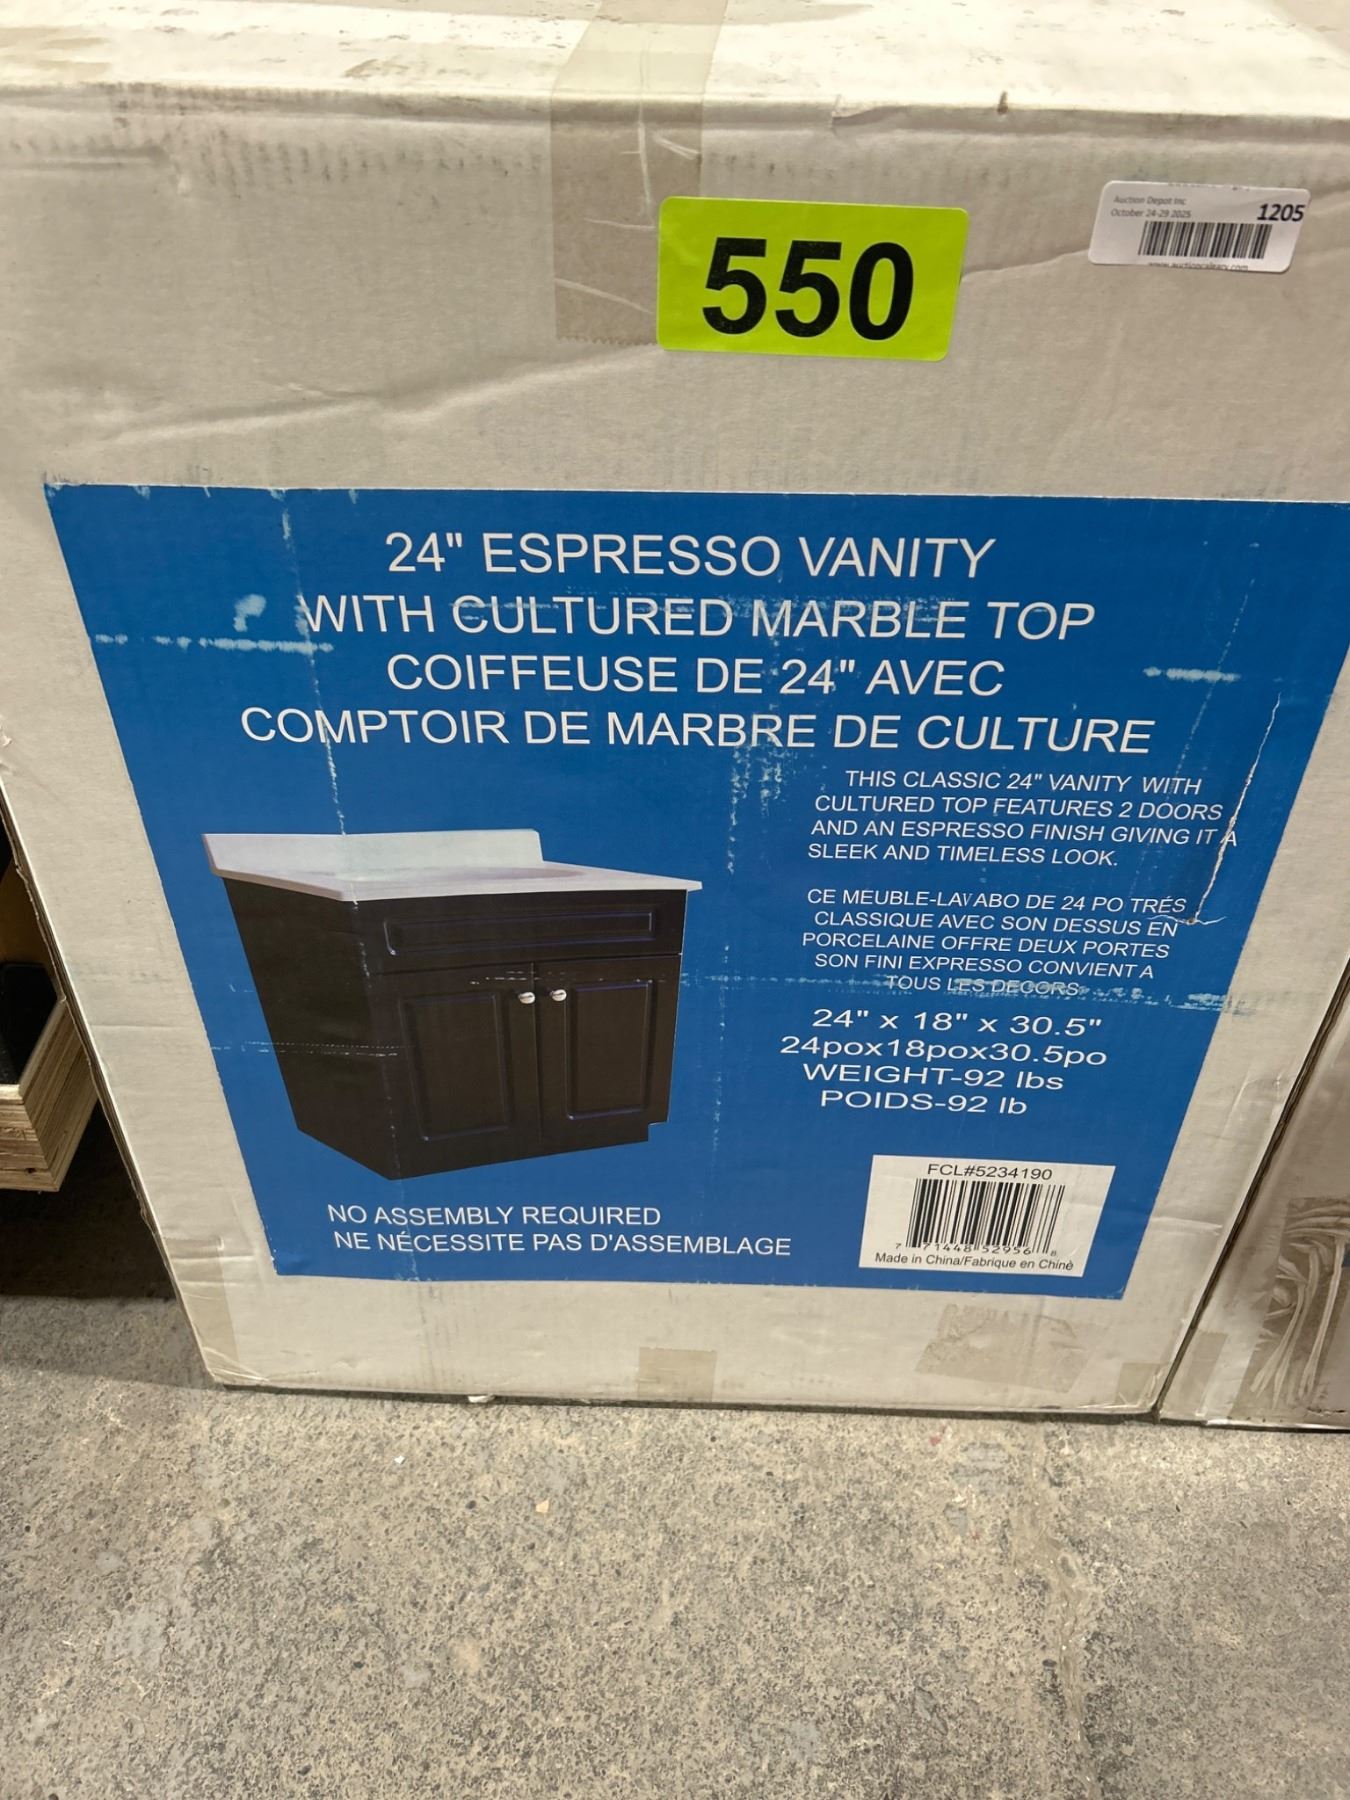 550
Auction Depot Inc
October 24-29 2025
1205
24" ESPRESSO VANITY
WITH CULTURED MARBLE TOP
COIFFEUSE DE 24" AVEC
COMPTOIR DE MARBRE DE CULTURE
THIS CLASSIC 24" VANITY WITH
CULTURED TOP FEATURES 2 DOORS
AND AN ESPRESSO FINISH GIVING IT A
SLEEK AND TIMELESS LOOK.
CE MEUBLE-LAVABO DE 24 PO TRÉS
CLASSIQUE AVEC SON DESSUS EN
PORCELAINE OFFRE DEUX PORTES
SON FINI EXPRESSO CONVIENT A
TOUS LES DECORS.
24" x 18" x 30.5"
24pox18pox30.5po
WEIGHT-92 lbs
POIDS-92 lb
NO ASSEMBLY REQUIRED
NE NÉCESSITE PAS D'ASSEMBLAGE
FCL#5234190
7 71448 52956 8
Made in China/Fabrique en Chine